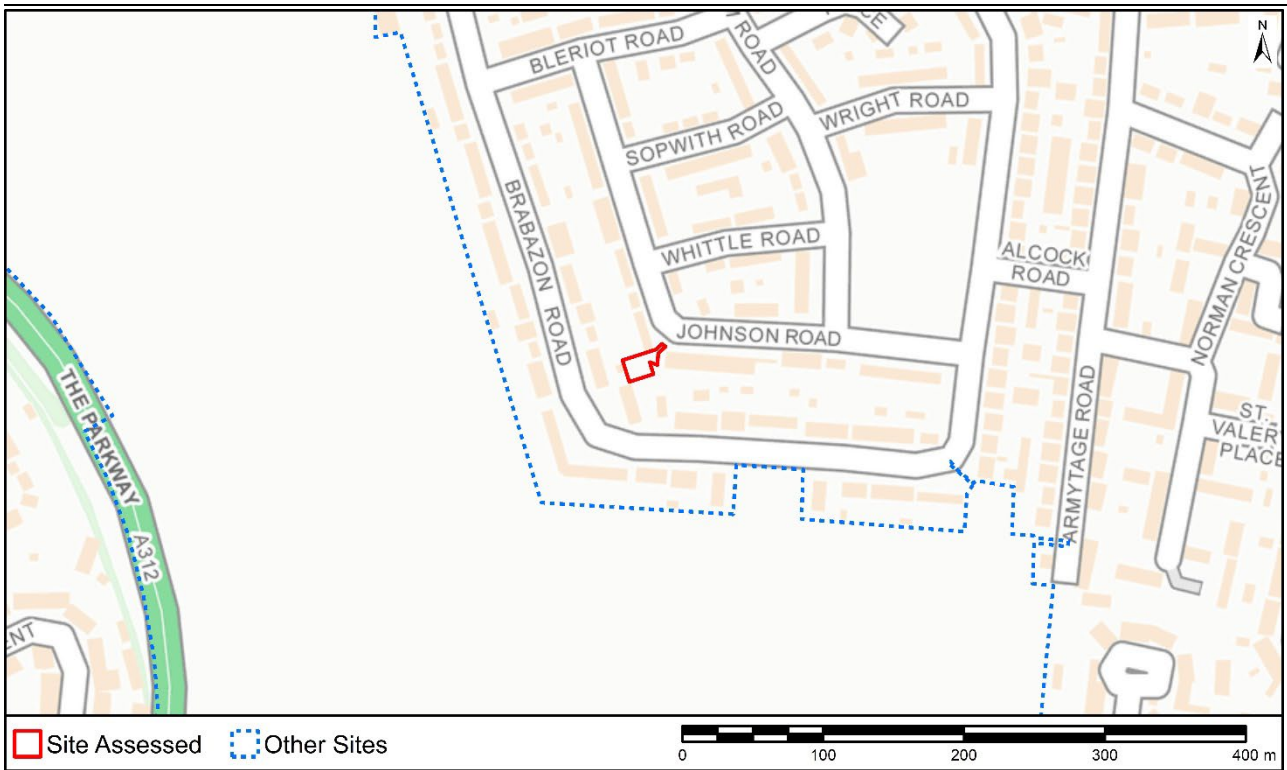 N
BLERIOT ROAD
ROAD
CE
WRIGHT ROAD
SOPWITH ROAD
BRABAZON ROAD
WHITTLE ROAD
ALCOCK
ROAD
NORMAN CRESCENT
JOHNSON ROAD
THE PARKWAY
A312
ARMYTAGE ROAD
ST.
VALER
PLACE
ENT
Site Assessed
Other Sites
0 100 200 300 400 m